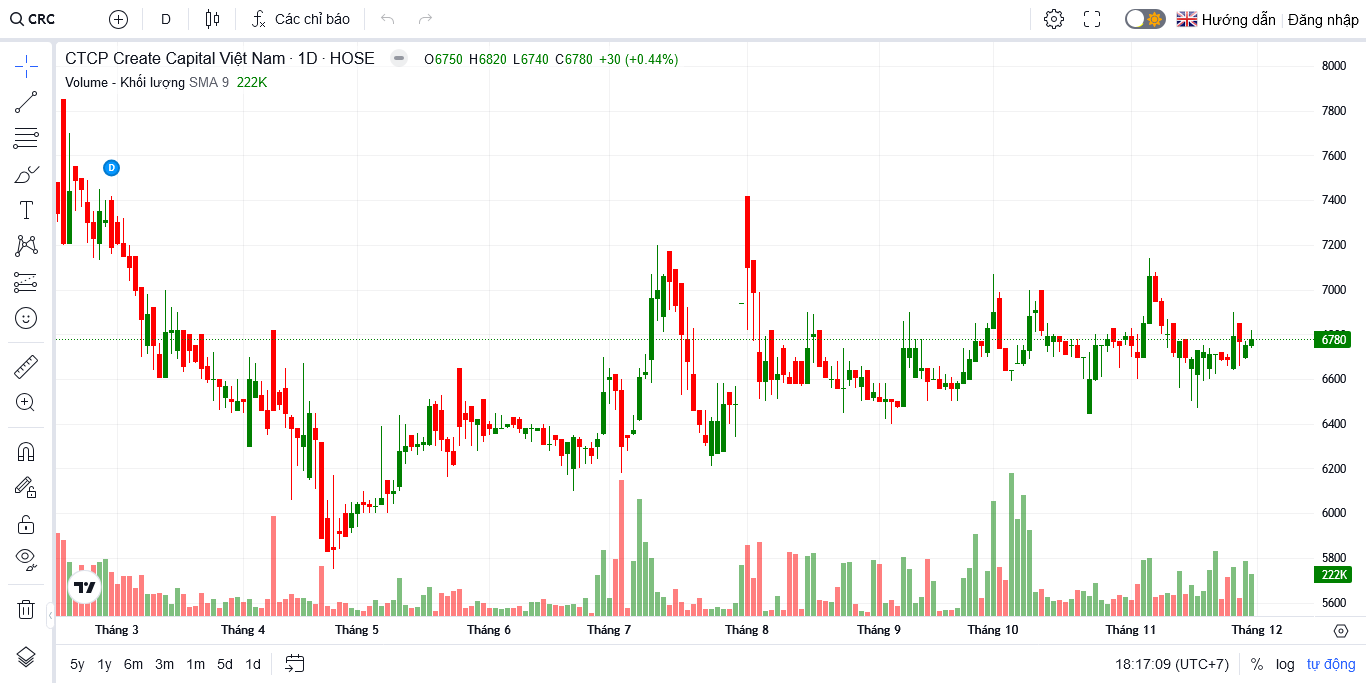 CRC D Các chỉ báo Hướng dẫn Đăng nhập
CTCP Create Capital Việt Nam · 1D · HOSE O6750 H6820 L6740 C6780 +30 (+0.44%)
Volume - Khối lượng SMA 9 222K
8000
7800
7600
D
7400
7200
7000
6780
6600
6400
6200
6000
5800
222K
5600
Tháng 3 Tháng 4 Tháng 5 Tháng 6 Tháng 7 Tháng 8 Tháng 9 Tháng 10 Tháng 11 Tháng 12
5y 1y 6m 3m 1m 5d 1d 18:17:09 (UTC+7) % log tự động